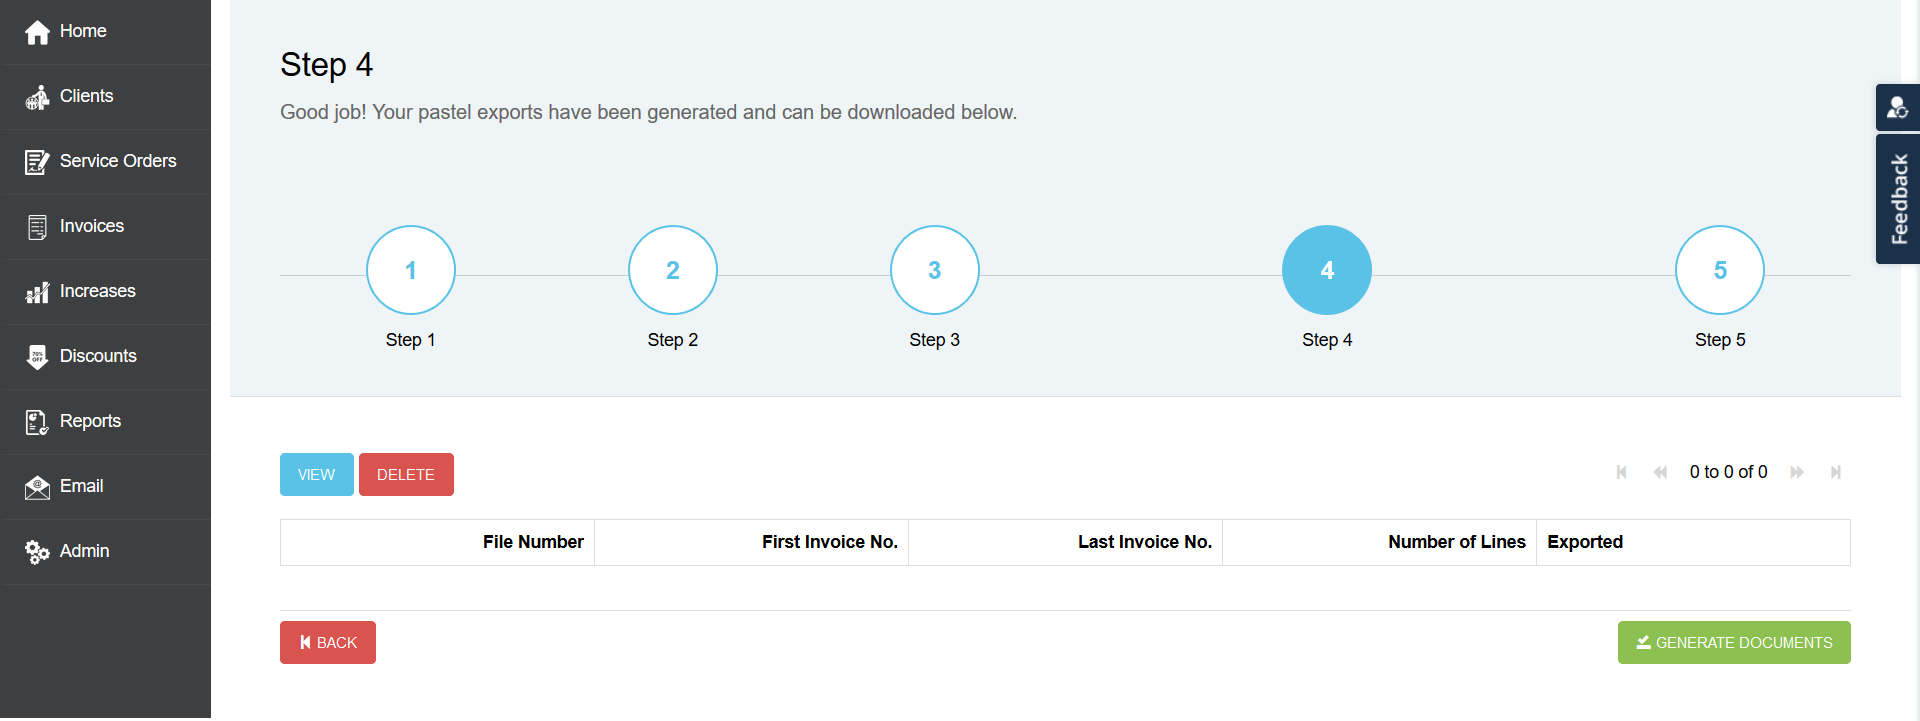 Home
Clients
Service Orders
Invoices
Increases
Discounts
Reports
Email
Admin
Step 4
Good job! Your pastel exports have been generated and can be downloaded below.
1 2 3 4 5
Step 1 Step 2 Step 3 Step 4 Step 5
VIEW DELETE 0 to 0 of 0
File Number First Invoice No. Last Invoice No. Number of Lines Exported
BACK GENERATE DOCUMENTS
Feedback
70% OFF